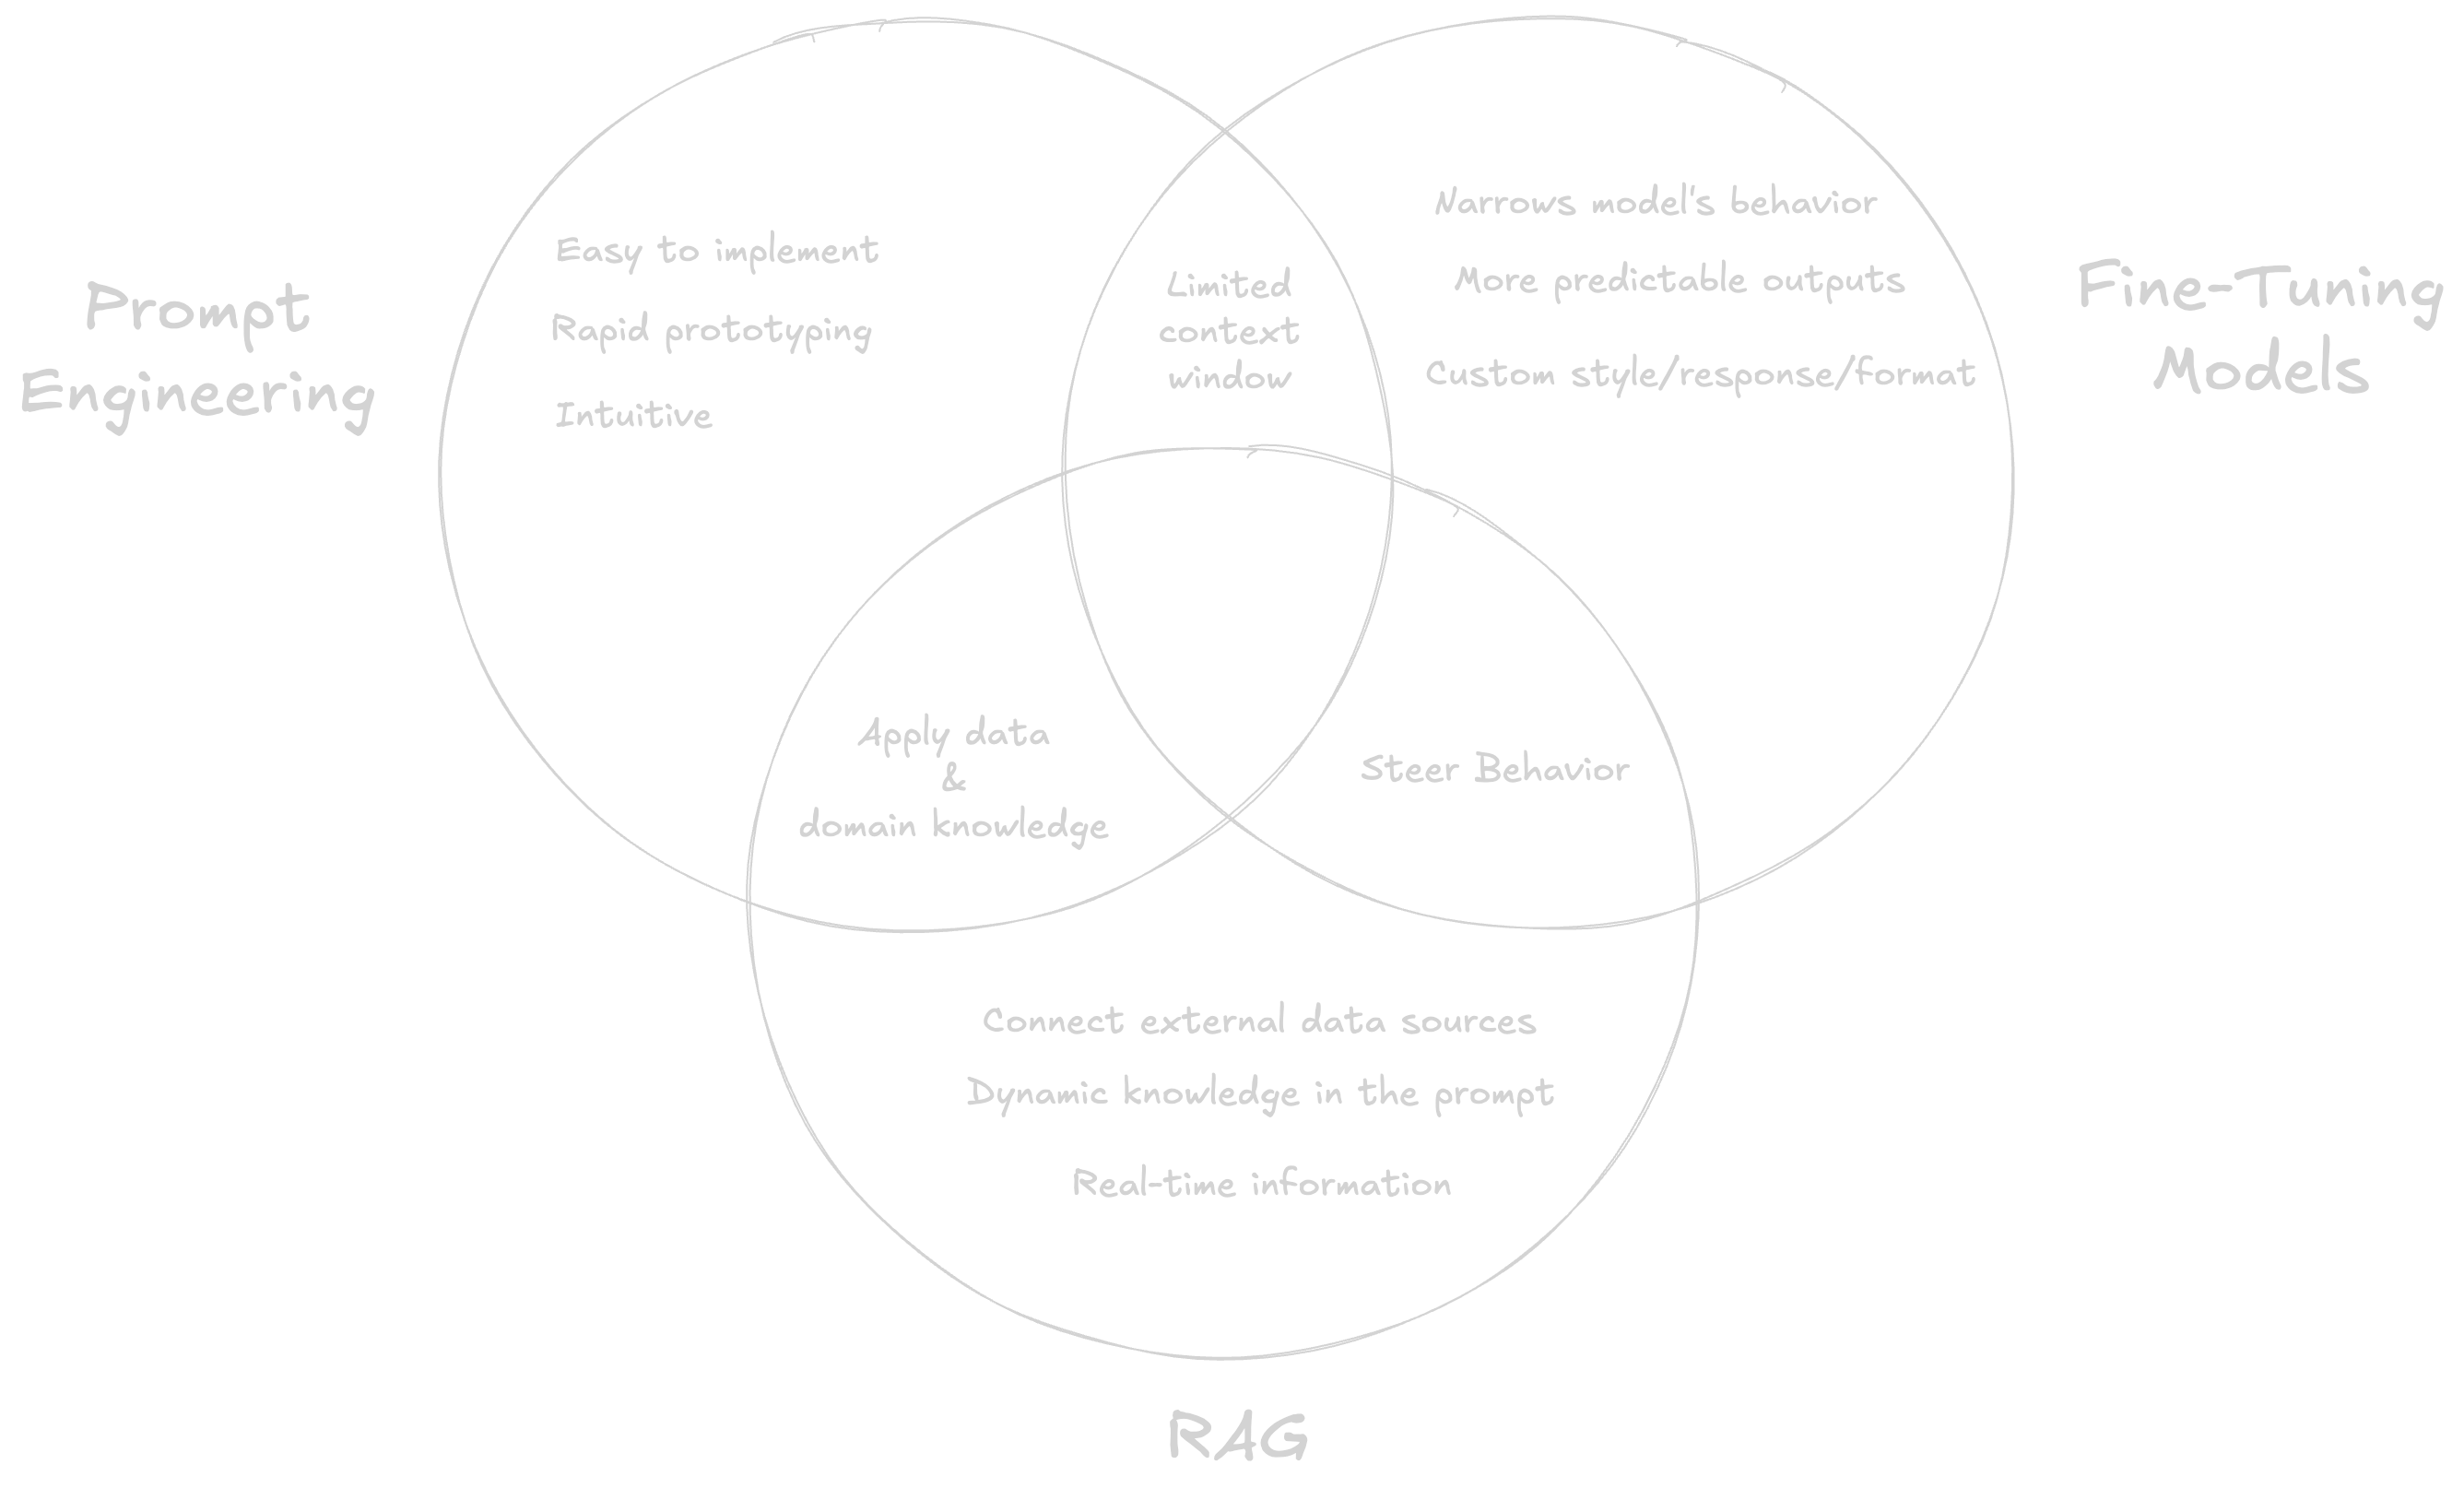 Prompt
Engineering
Easy to implement
Rapid prototyping
Intuitive
Limited
context
window
Narrows model's behavior
More predictable outputs
Custom style/response/format
Fine-Tuning
Models
Apply data
&
domain knowledge
Steer Behavior
Connect external data sources
Dynamic knowledge in the prompt
Real-time information
RAG